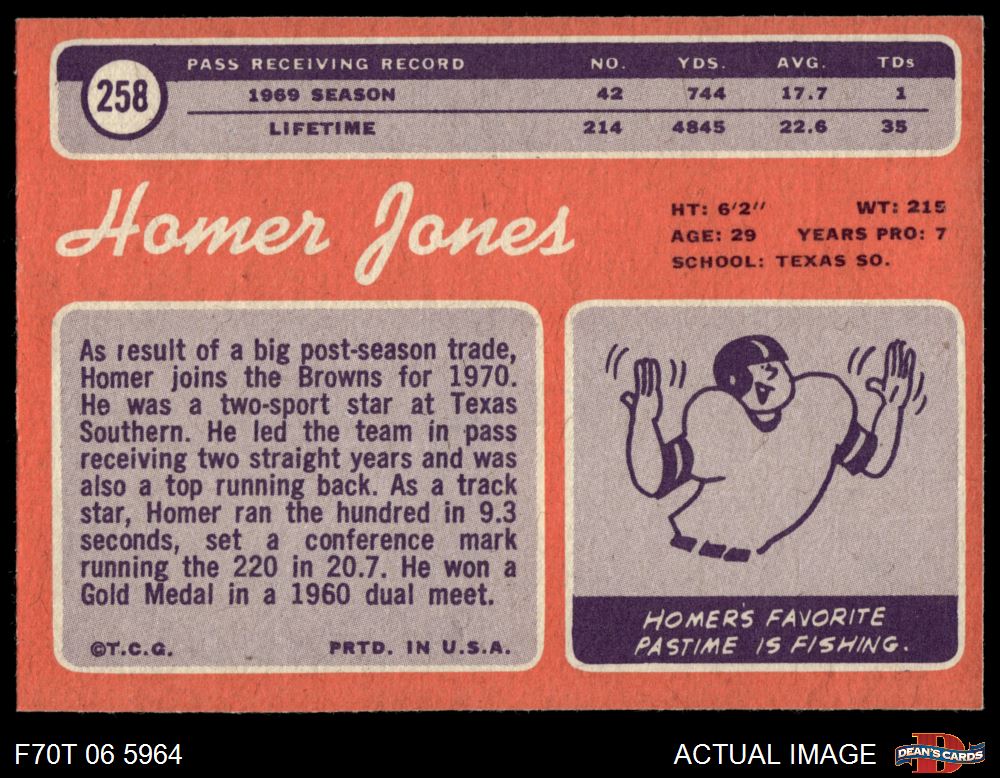 258
PASS RECEIVING RECORD NO. YDS. AVG. TDs
1969 SEASON 42 744 17.7 1
LIFETIME 214 4845 22.6 35
Homer Jones
HT: 6'2" WT: 215
AGE: 29 YEARS PRO: 7
SCHOOL: TEXAS SO.
As result of a big post-season trade,
Homer joins the Browns for 1970.
He was a two-sport star at Texas
Southern. He led the team in pass
receiving two straight years and was
also a top running back. As a track
star, Homer ran the hundred in 9.3
seconds, set a conference mark
running the 220 in 20.7. He won a
Gold Medal in a 1960 dual meet.
©T.C.G. PRTD. IN U.S.A.
HOMER'S FAVORITE
PASTIME IS FISHING.
F70T 06 5964 ACTUAL IMAGE
D
DEAN'S CARDS